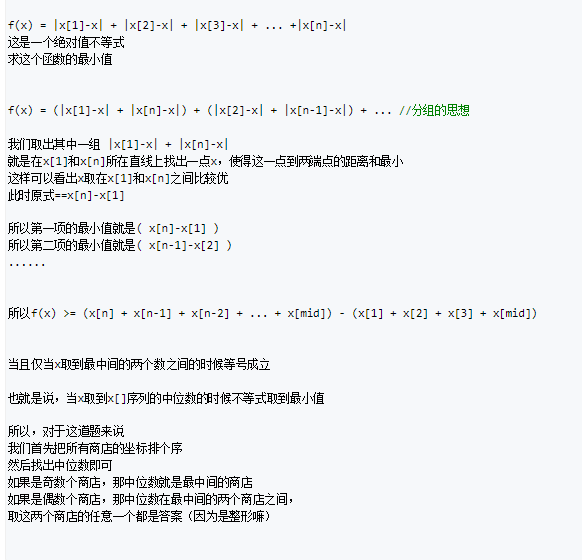 f(x) = |x[1]-x| + |x[2]-x| + |x[3]-x| + ... +|x[n]-x|
这是一个绝对值不等式
求这个函数的最小值
f(x) = (|x[1]-x| + |x[n]-x|) + (|x[2]-x| + |x[n-1]-x|) + ... //分组的思想
我们取出其中一组 |x[1]-x| + |x[n]-x|
就是在x[1]和x[n]所在直线上找出一点x，使得这一点到两端点的距离和最小
这样可以看出x取在x[1]和x[n]之间比较优
此时原式==x[n]-x[1]
所以第一项的最小值就是( x[n]-x[1] )
所以第二项的最小值就是( x[n-1]-x[2] )
......
所以f(x) >= (x[n] + x[n-1] + x[n-2] + ... + x[mid]) - (x[1] + x[2] + x[3] + x[mid])
当且仅当x取到最中间的两个数之间的时候等号成立
也就是说，当x取到x[]序列的中位数的时候不等式取到最小值
所以，对于这道题来说
我们首先把所有商店的坐标排个序
然后找出中位数即可
如果是奇数个商店，那中位数就是最中间的商店
如果是偶数个商店，那中位数在最中间的两个商店之间，
取这两个商店的任意一个都是答案（因为是整形嘛）